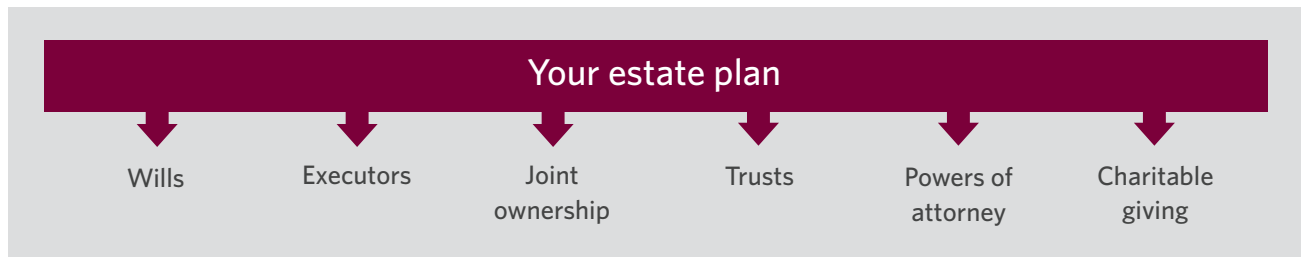 Your estate plan
Wills
Executors
Joint
ownership
Trusts
Powers of
attorney
Charitable
giving